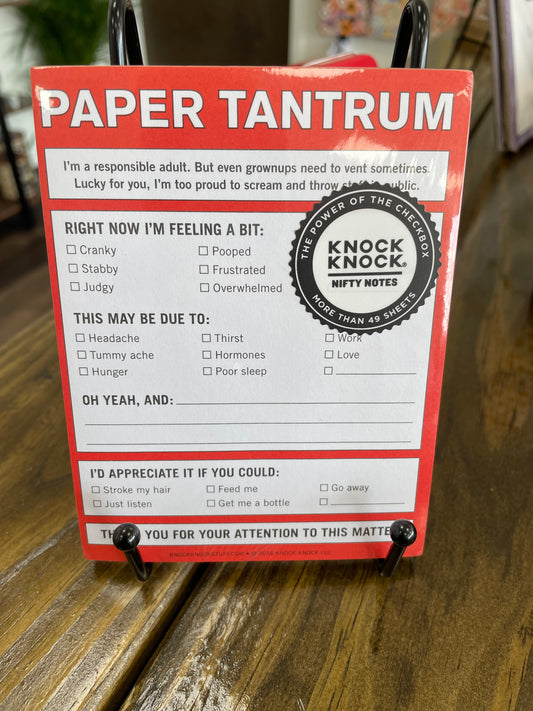 PAPER TANTRUM
I'm a responsible adult. But even grownups need to vent sometimes.
Lucky for you, I'm too proud to scream and throw public.
RIGHT NOW I'M FEELING A BIT:
☐ Cranky ☐ Pooped
☐ Stabby ☐ Frustrated
☐ Judgy ☐ Overwhelmed
THE POWER OF THE CHECKBOX
KNOCK
KNOCK®
NIFTY NOTES
MORE THAN 49 SHEETS
THIS MAY BE DUE TO:
☐ Headache ☐ Thirst ☐ Work
☐ Tummy ache ☐ Hormones ☐ Love
☐ Hunger ☐ Poor sleep ☐
OH YEAH, AND:
I'D APPRECIATE IT IF YOU COULD:
☐ Stroke my hair ☐ Feed me ☐ Go away
☐ Just listen ☐ Get me a bottle ☐
YOU FOR YOUR ATTENTION TO THIS MATTE
KNOCKKNOCKSTUFF.COM • © 2016 KNOCK KNOCK LLC